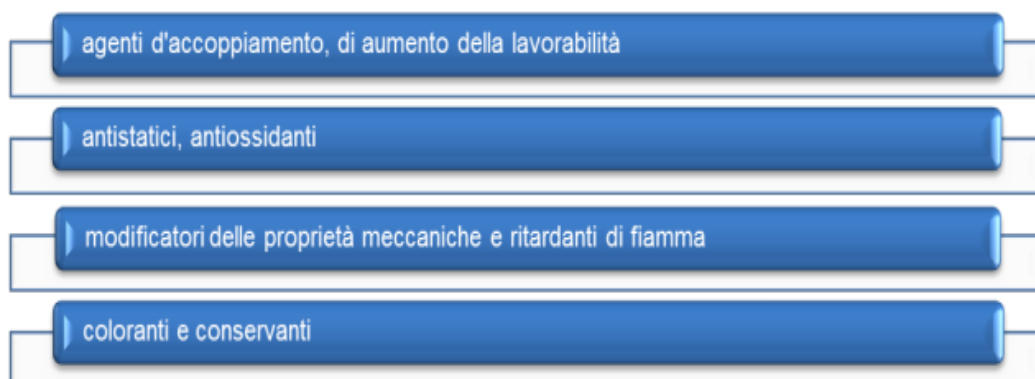 agenti d'accoppiamento, di aumento della lavorabilità
antistatici, antiossidanti
modificatori delle proprietà meccaniche e ritardanti di fiamma
coloranti e conservanti